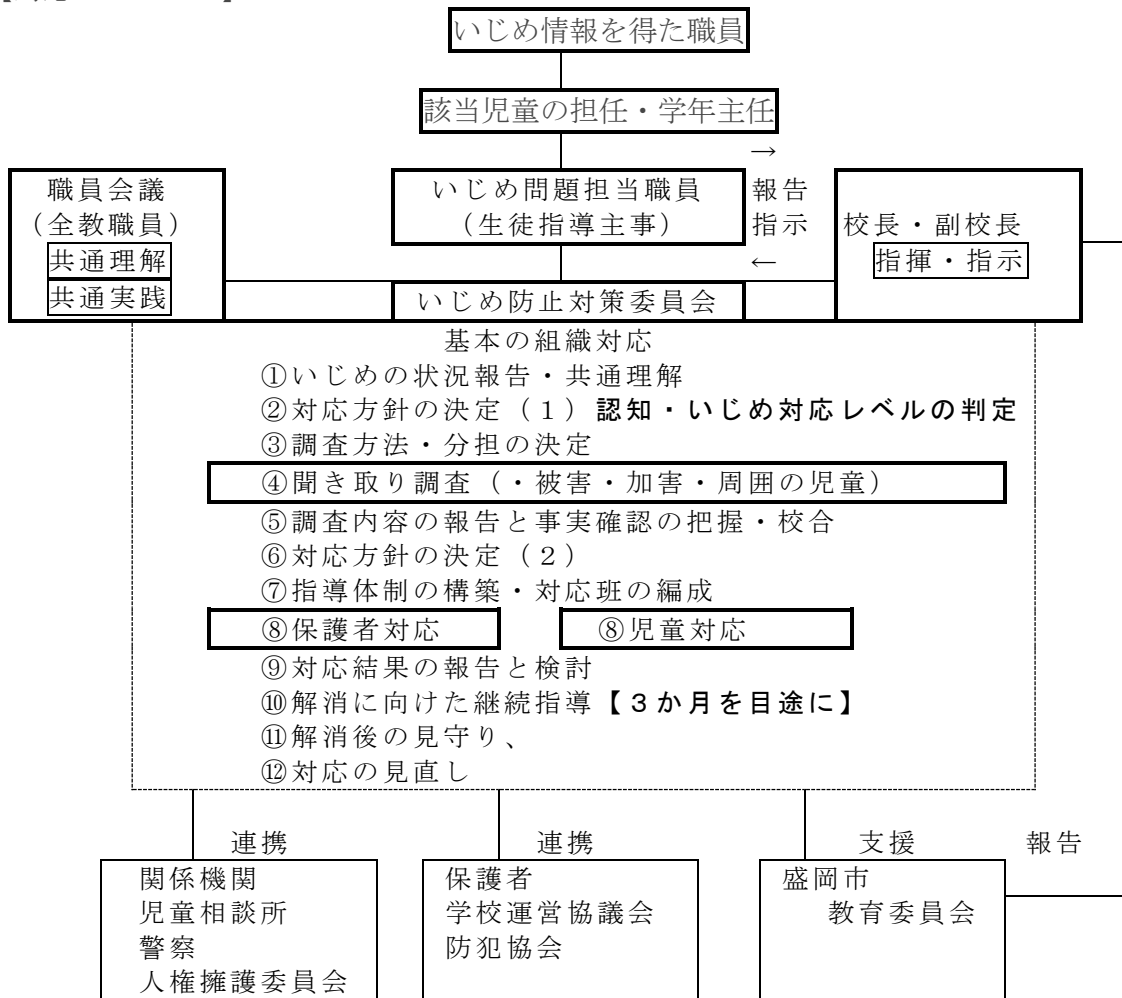 いじめ情報を得た職員
該当児童の担任・学年主任
→
職員会議
(全教職員)
共通理解
共通実践
いじめ問題担当職員
(生徒指導主事)
報告
指示
←
校長・副校長
指揮・指示
いじめ防止対策委員会
基本の組織対応
①いじめの状況報告・共通理解
②対応方針の決定(1)認知・いじめ対応レベルの判定
③調査方法・分担の決定
④聞き取り調査(・被害・加害・周囲の児童)
⑤調査内容の報告と事実確認の把握・校合
⑥対応方針の決定(2)
⑦指導体制の構築・対応班の編成
⑧保護者対応 ⑧児童対応
⑨対応結果の報告と検討
⑩解消に向けた継続指導【3か月を目途に】
⑪解消後の見守り、
⑫対応の見直し
連携 連携 支援 報告
関係機関
児童相談所
警察
人権擁護委員会
保護者
学校運営協議会
防犯協会
盛岡市
教育委員会